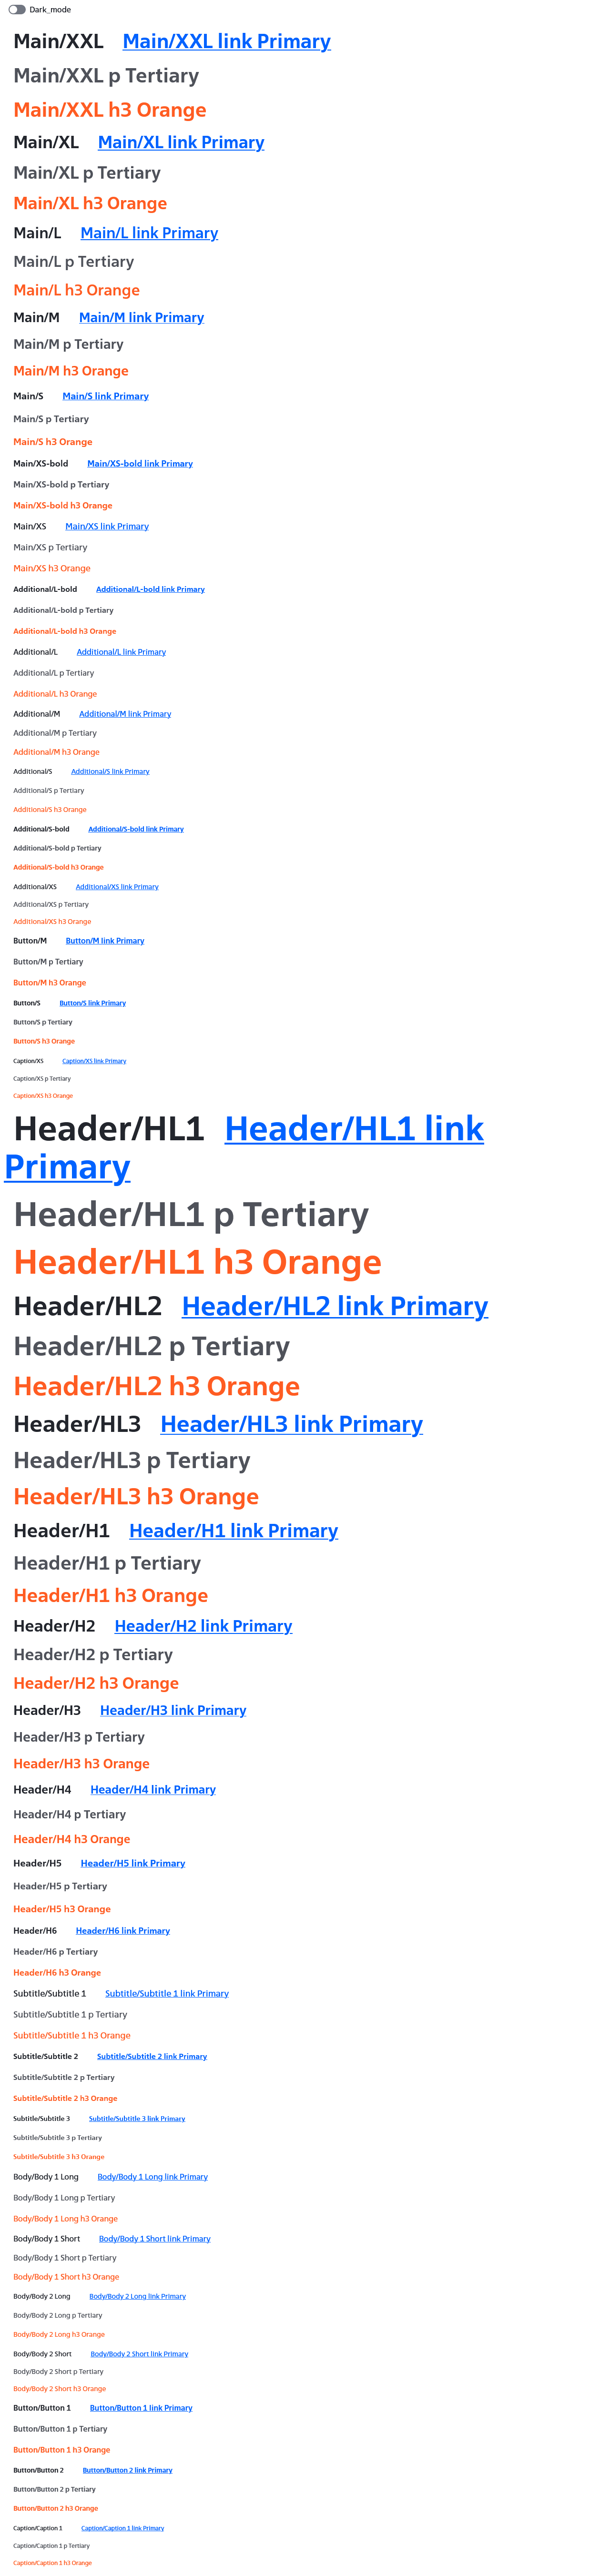 Dark_mode
Main/XXL Main/XXL link Primary
Main/XXL p Tertiary
Main/XXL h3 Orange
Main/XL Main/XL link Primary
Main/XL p Tertiary
Main/XL h3 Orange
Main/L Main/L link Primary
Main/L p Tertiary
Main/L h3 Orange
Main/M Main/M link Primary
Main/M p Tertiary
Main/M h3 Orange
Main/S Main/S link Primary
Main/S p Tertiary
Main/S h3 Orange
Main/XS-bold Main/XS-bold link Primary
Main/XS-bold p Tertiary
Main/XS-bold h3 Orange
Main/XS Main/XS link Primary
Main/XS p Tertiary
Main/XS h3 Orange
Additional/L-bold Additional/L-bold link Primary
Additional/L-bold p Tertiary
Additional/L-bold h3 Orange
Additional/L Additional/L link Primary
Additional/L p Tertiary
Additional/L h3 Orange
Additional/M Additional/M link Primary
Additional/M p Tertiary
Additional/M h3 Orange
Additional/S Additional/S link Primary
Additional/S p Tertiary
Additional/S h3 Orange
Additional/S-bold Additional/S-bold link Primary
Additional/S-bold p Tertiary
Additional/S-bold h3 Orange
Additional/XS Additional/XS link Primary
Additional/XS p Tertiary
Additional/XS h3 Orange
Button/M Button/M link Primary
Button/M p Tertiary
Button/M h3 Orange
Button/S Button/S link Primary
Button/S p Tertiary
Button/S h3 Orange
Caption/XS Caption/XS link Primary
Caption/XS p Tertiary
Caption/XS h3 Orange
Header/HL1 Header/HL1 link
Primary
Header/HL1 p Tertiary
Header/HL1 h3 Orange
Header/HL2 Header/HL2 link Primary
Header/HL2 p Tertiary
Header/HL2 h3 Orange
Header/HL3 Header/HL3 link Primary
Header/HL3 p Tertiary
Header/HL3 h3 Orange
Header/H1 Header/H1 link Primary
Header/H1 p Tertiary
Header/H1 h3 Orange
Header/H2 Header/H2 link Primary
Header/H2 p Tertiary
Header/H2 h3 Orange
Header/H3 Header/H3 link Primary
Header/H3 p Tertiary
Header/H3 h3 Orange
Header/H4 Header/H4 link Primary
Header/H4 p Tertiary
Header/H4 h3 Orange
Header/H5 Header/H5 link Primary
Header/H5 p Tertiary
Header/H5 h3 Orange
Header/H6 Header/H6 link Primary
Header/H6 p Tertiary
Header/H6 h3 Orange
Subtitle/Subtitle 1 Subtitle/Subtitle 1 link Primary
Subtitle/Subtitle 1 p Tertiary
Subtitle/Subtitle 1 h3 Orange
Subtitle/Subtitle 2 Subtitle/Subtitle 2 link Primary
Subtitle/Subtitle 2 p Tertiary
Subtitle/Subtitle 2 h3 Orange
Subtitle/Subtitle 3 Subtitle/Subtitle 3 link Primary
Subtitle/Subtitle 3 p Tertiary
Subtitle/Subtitle 3 h3 Orange
Body/Body 1 Long Body/Body 1 Long link Primary
Body/Body 1 Long p Tertiary
Body/Body 1 Long h3 Orange
Body/Body 1 Short Body/Body 1 Short link Primary
Body/Body 1 Short p Tertiary
Body/Body 1 Short h3 Orange
Body/Body 2 Long Body/Body 2 Long link Primary
Body/Body 2 Long p Tertiary
Body/Body 2 Long h3 Orange
Body/Body 2 Short Body/Body 2 Short link Primary
Body/Body 2 Short p Tertiary
Body/Body 2 Short h3 Orange
Button/Button 1 Button/Button 1 link Primary
Button/Button 1 p Tertiary
Button/Button 1 h3 Orange
Button/Button 2 Button/Button 2 link Primary
Button/Button 2 p Tertiary
Button/Button 2 h3 Orange
Caption/Caption 1 Caption/Caption 1 link Primary
Caption/Caption 1 p Tertiary
Caption/Caption 1 h3 Orange